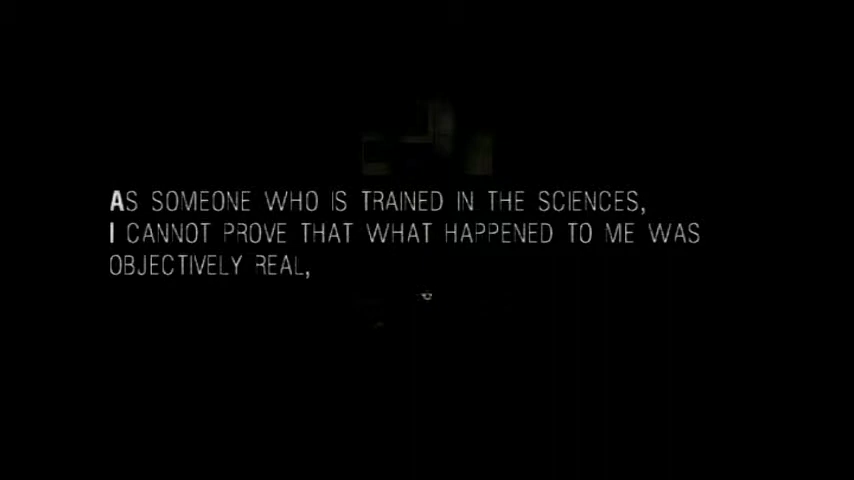 AS SOMEONE WHO IS TRAINED IN THE SCIENCES,
I CANNOT PROVE THAT WHAT HAPPENED TO ME WAS
OBJECTIVELY REAL,